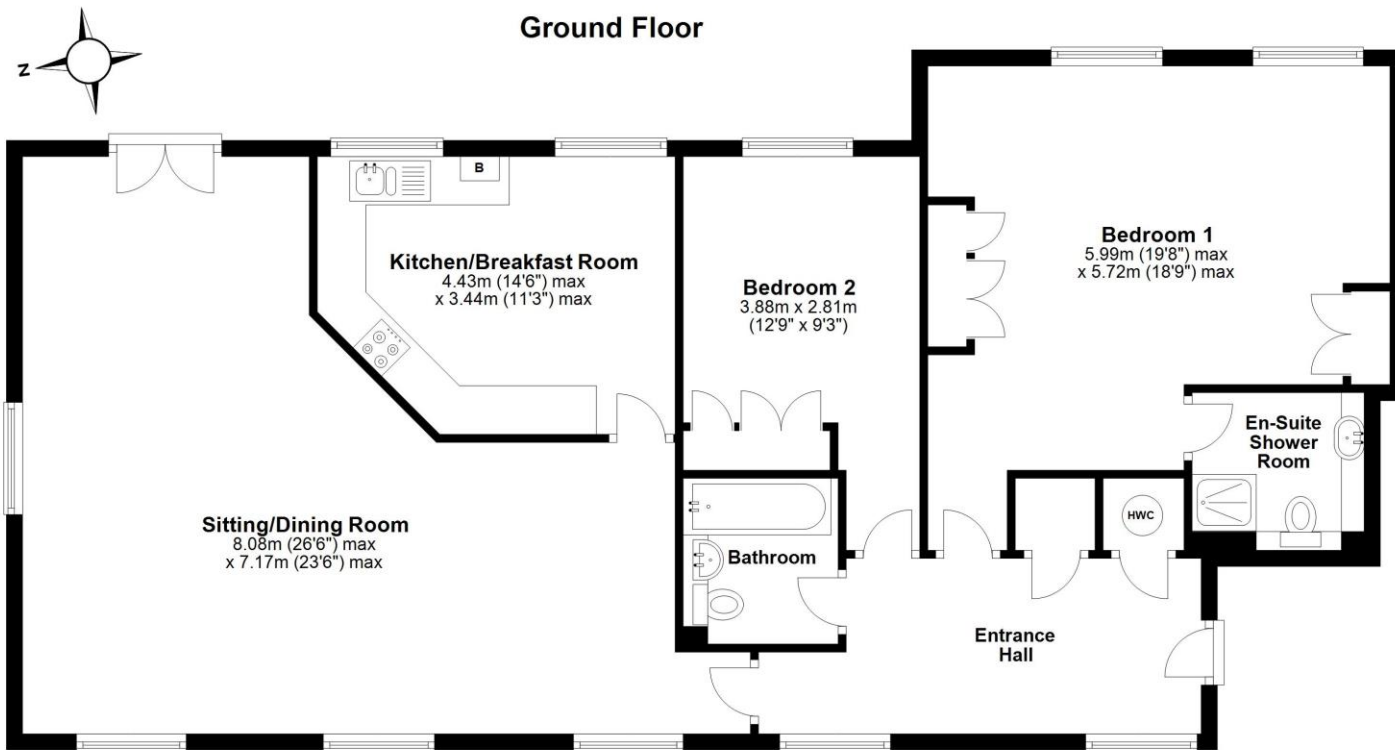 Ground Floor
N
B
Kitchen/Breakfast Room
4.43m (14'6") max
x 3.44m (11'3") max
Bedroom 2
3.88m x 2.81m
(12'9" x 9'3")
Bedroom 1
5.99m (19'8") max
x 5.72m (18'9") max
En-Suite
Shower
Room
Sitting/Dining Room
8.08m (26'6") max
x 7.17m (23'6") max
Bathroom
HWC
Entrance
Hall